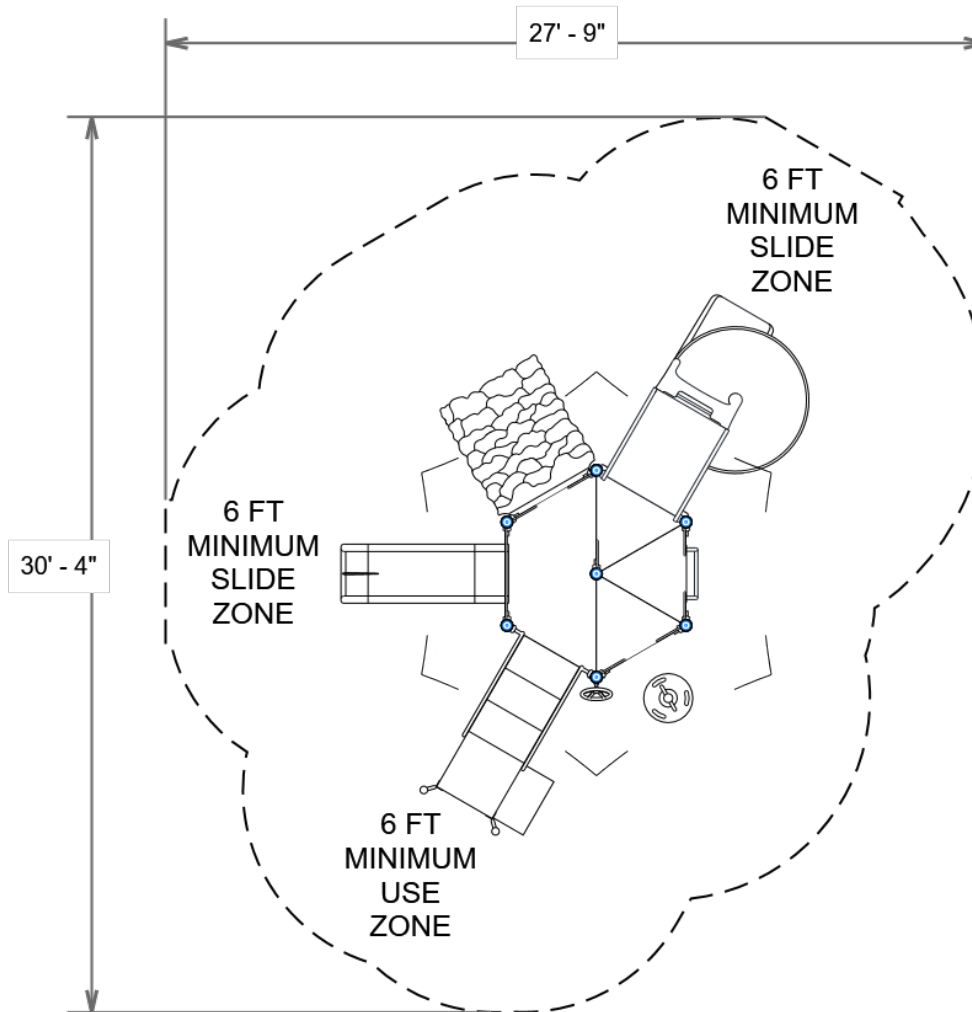 27' - 9"
6 FT
MINIMUM
SLIDE
ZONE
6 FT
MINIMUM
SLIDE
ZONE
30' - 4"
6 FT
MINIMUM
USE
ZONE